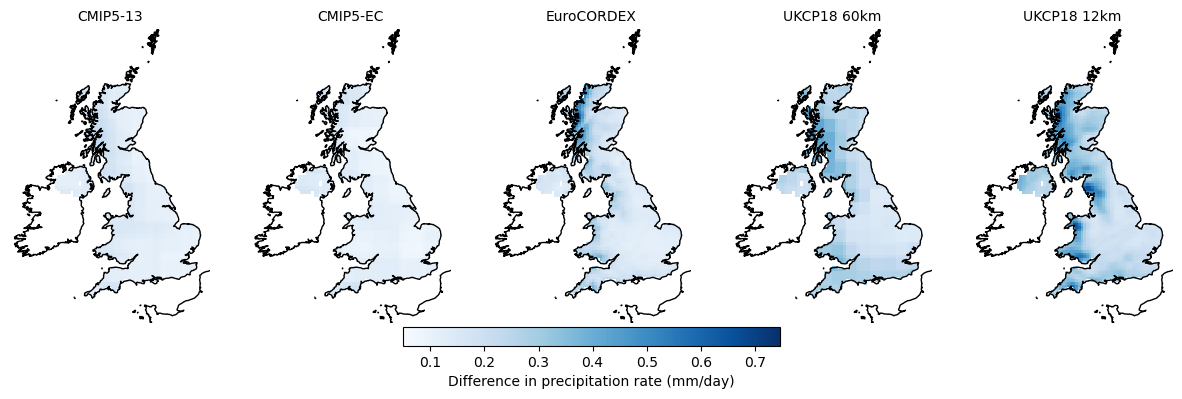 CMIP5-13 CMIP5-EC EuroCORDEX UKCP18 60km UKCP18 12km
0.1 0.2 0.3 0.4 0.5 0.6 0.7
Difference in precipitation rate (mm/day)